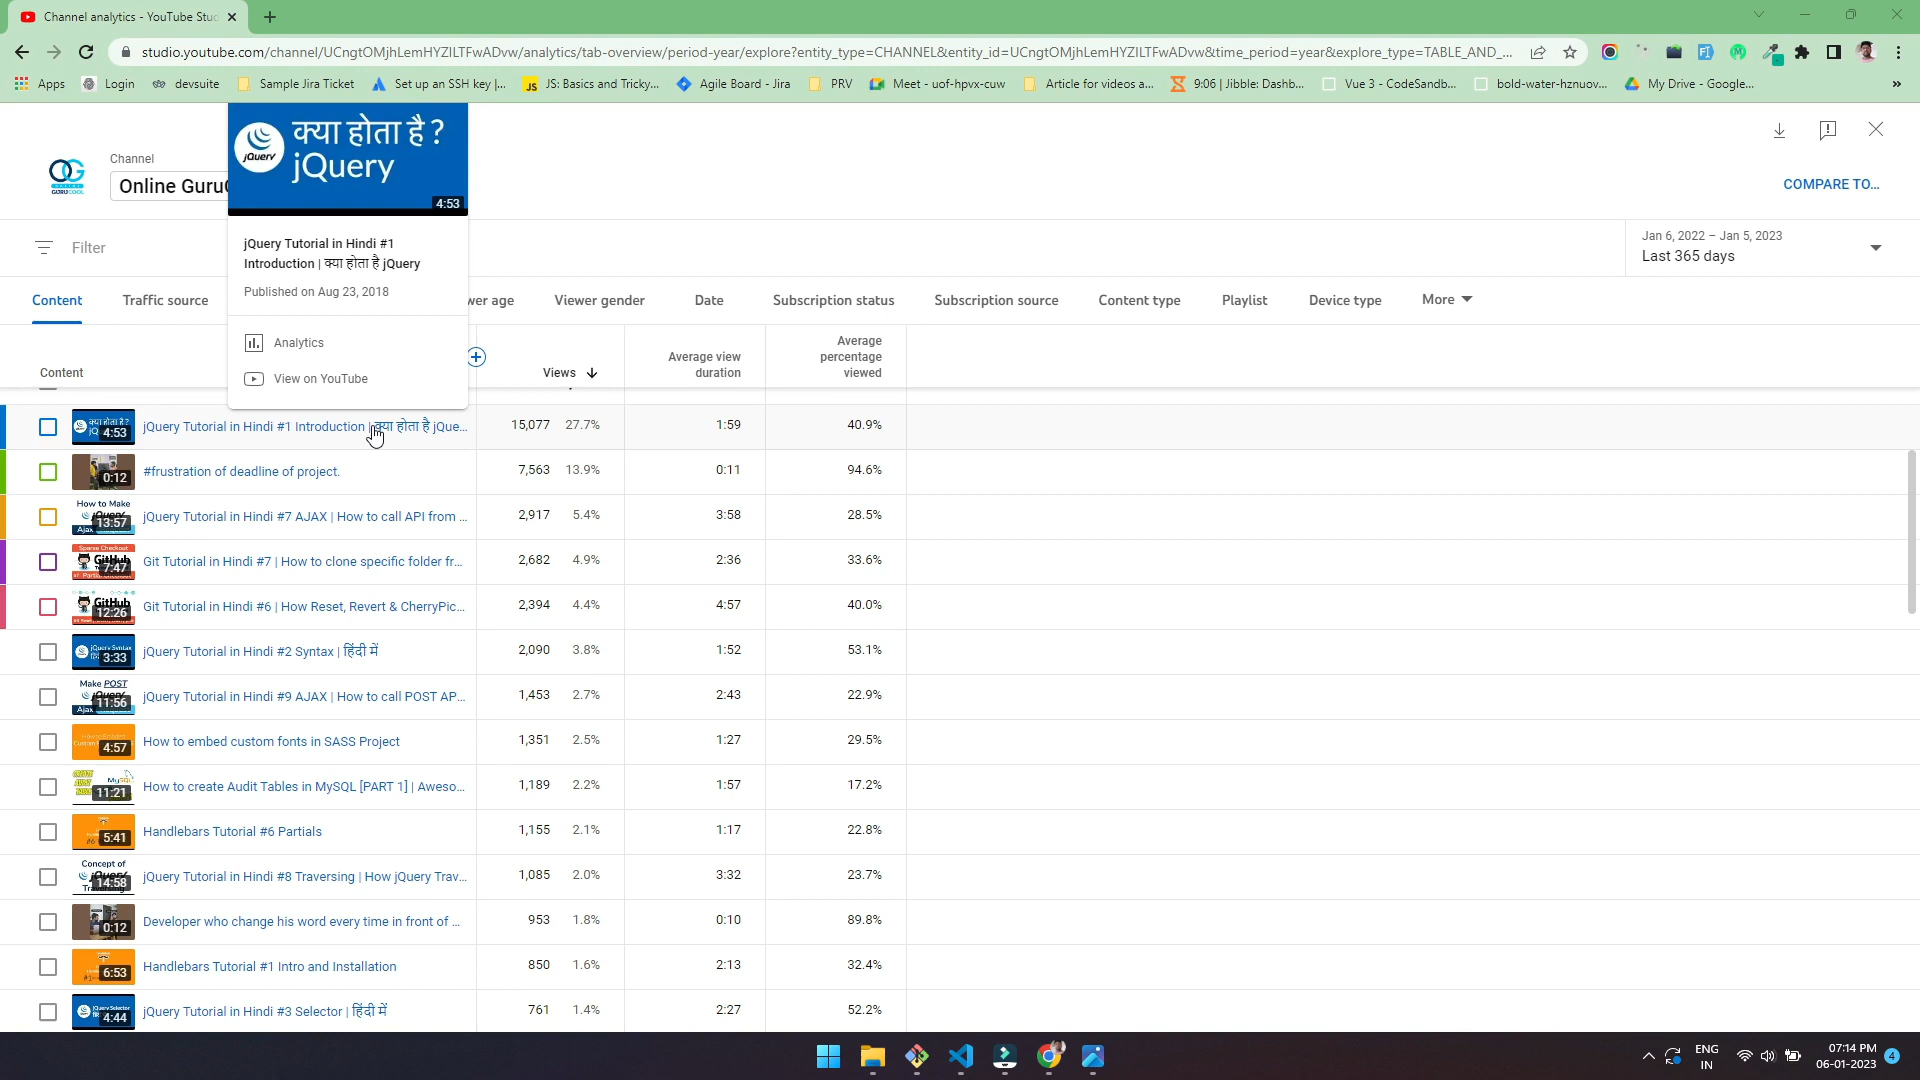 Channel analytics - YouTube Stu
studio.youtube.com/channel/UCngtOMjhLemHYZILTFwADvw/analytics/tab-overview/period-year/explore?entity_type=CHANNEL&entity_id=UCngtOMjhLemHYZILTFwADvw&time_period=year&explore_type=TABLE_AND_...
Apps Login devsuite Sample Jira Ticket Set up an SSH key |... JS: Basics and Tricky... Agile Board - Jira PRV Meet - uof-hpvx-cuw Article for videos a... 9:06 | Jibble: Dashb... Vue 3 - CodeSandb... bold-water-hznuov... My Drive - Google... »
क्या होता है ?
jQuery
jQuery
4:53
Channel
Online Guru
COMPARE TO...
jQuery Tutorial in Hindi #1
Introduction | क्या होता है jQuery
Published on Aug 23, 2018
Analytics
View on YouTube
Filter
Jan 6, 2022 – Jan 5, 2023
Last 365 days
Content Traffic source wer age Viewer gender Date Subscription status Subscription source Content type Playlist Device type More
Content Views Average view duration Average percentage viewed
4:53 jQuery Tutorial in Hindi #1 Introduction | क्या होता है jQue... 15,077 27.7% 1:59 40.9%
0:12 #frustration of deadline of project. 7,563 13.9% 0:11 94.6%
How to Make
13:57 jQuery Tutorial in Hindi #7 AJAX | How to call API from ... 2,917 5.4% 3:58 28.5%
Sparse Checkout
GitHub
7:47 Git Tutorial in Hindi #7 | How to clone specific folder fr... 2,682 4.9% 2:36 33.6%
GitHub
12:26 Git Tutorial in Hindi #6 | How Reset, Revert & CherryPic... 2,394 4.4% 4:57 40.0%
3:33 jQuery Tutorial in Hindi #2 Syntax | हिंदी में 2,090 3.8% 1:52 53.1%
Make POST
11:56 jQuery Tutorial in Hindi #9 AJAX | How to call POST AP... 1,453 2.7% 2:43 22.9%
4:57 How to embed custom fonts in SASS Project 1,351 2.5% 1:27 29.5%
11:21 How to create Audit Tables in MySQL [PART 1] | Aweso... 1,189 2.2% 1:57 17.2%
5:41 Handlebars Tutorial #6 Partials 1,155 2.1% 1:17 22.8%
Concept of
14:58 jQuery Tutorial in Hindi #8 Traversing | How jQuery Trav... 1,085 2.0% 3:32 23.7%
0:12 Developer who change his word every time in front of ... 953 1.8% 0:10 89.8%
6:53 Handlebars Tutorial #1 Intro and Installation 850 1.6% 2:13 32.4%
4:44 jQuery Tutorial in Hindi #3 Selector | हिंदी में 761 1.4% 2:27 52.2%
ENG
IN
07:14 PM
06-01-2023
4